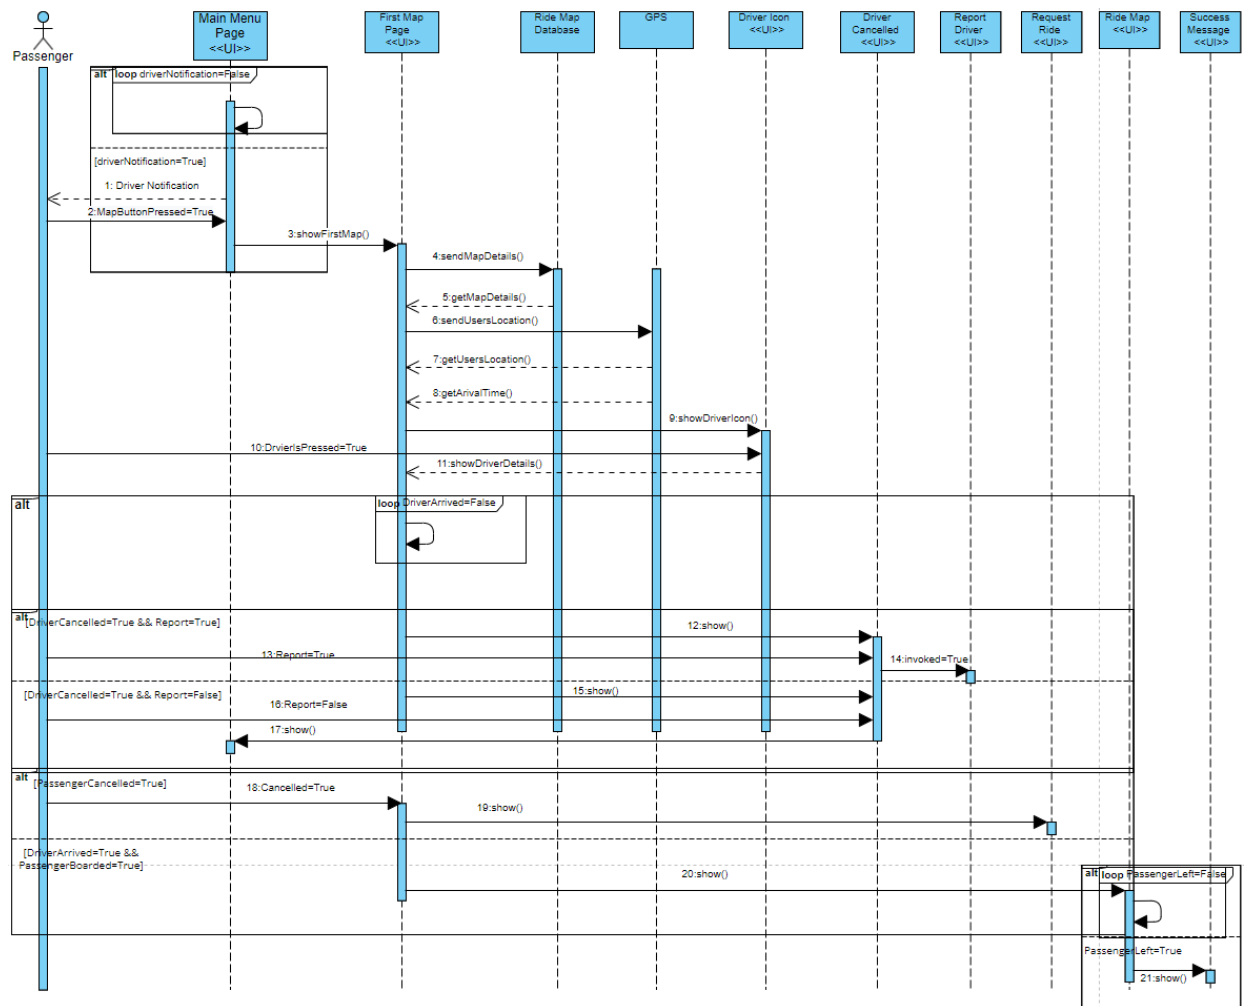 Passenger
Main Menu
Page
<<UI>>
First Map
Page
<<UI>>
Ride Map
Database
GPS
Driver Icon
<<UI>>
Driver
Cancelled
<<UI>>
Report
Driver
<<UI>>
Request
Ride
<<UI>>
Ride Map
<<UI>>
Success
Message
<<UI>>
alt
loop driverNotification=False
[driverNotification=True]
1: Driver Notification
2:MapButtonPressed=True
3:showFirstMap()
4:sendMapDetails()
5:getMapDetails()
6:sendUsersLocation()
7:getUsersLocation()
8:getArivalTime()
9:showDriverIcon()
10:DrvierIsPressed=True
11:showDriverDetails()
alt
loop DriverArrived=False
alt
[DriverCancelled=True && Report=True]
12:show()
13:Report=True
14:invoked=True
[DriverCancelled=True && Report=False]
15:show()
16:Report=False
17:show()
alt
[PassengerCancelled=True]
18:Cancelled=True
19:show()
[DriverArrived=True &&
PassengerBoarded=True]
20:show()
alt
loop PassengerLeft=False
PassengerLeft=True
21:show()